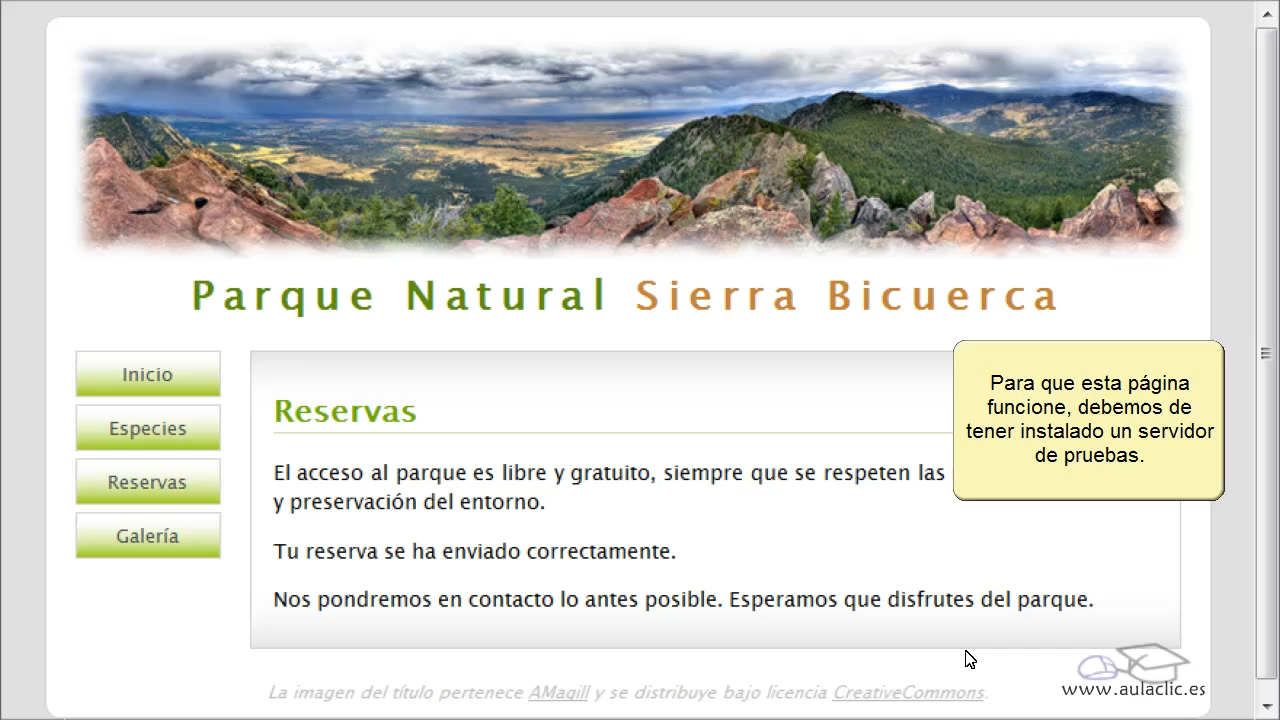 Parque Natural Sierra Bicuerca
Inicio
Especies
Reservas
Galería
Reservas
El acceso al parque es libre y gratuito, siempre que se respeten las
y preservación del entorno.
Tu reserva se ha enviado correctamente.
Nos pondremos en contacto lo antes posible. Esperamos que disfrutes del parque.
Para que esta página
funcione, debemos de
tener instalado un servidor
de pruebas.
La imagen del título pertenece AMagill y se distribuye bajo licencia CreativeCommons.
www.aulaclic.es